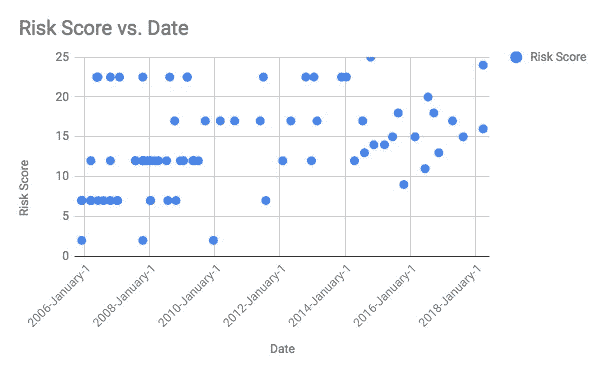 Risk Score vs. Date
Risk Score
25
20
15
10
5
0
Risk Score
2006-January-1
2008-January-1
2010-January-1
2012-January-1
2014-January-1
2016-January-1
2018-January-1
Date